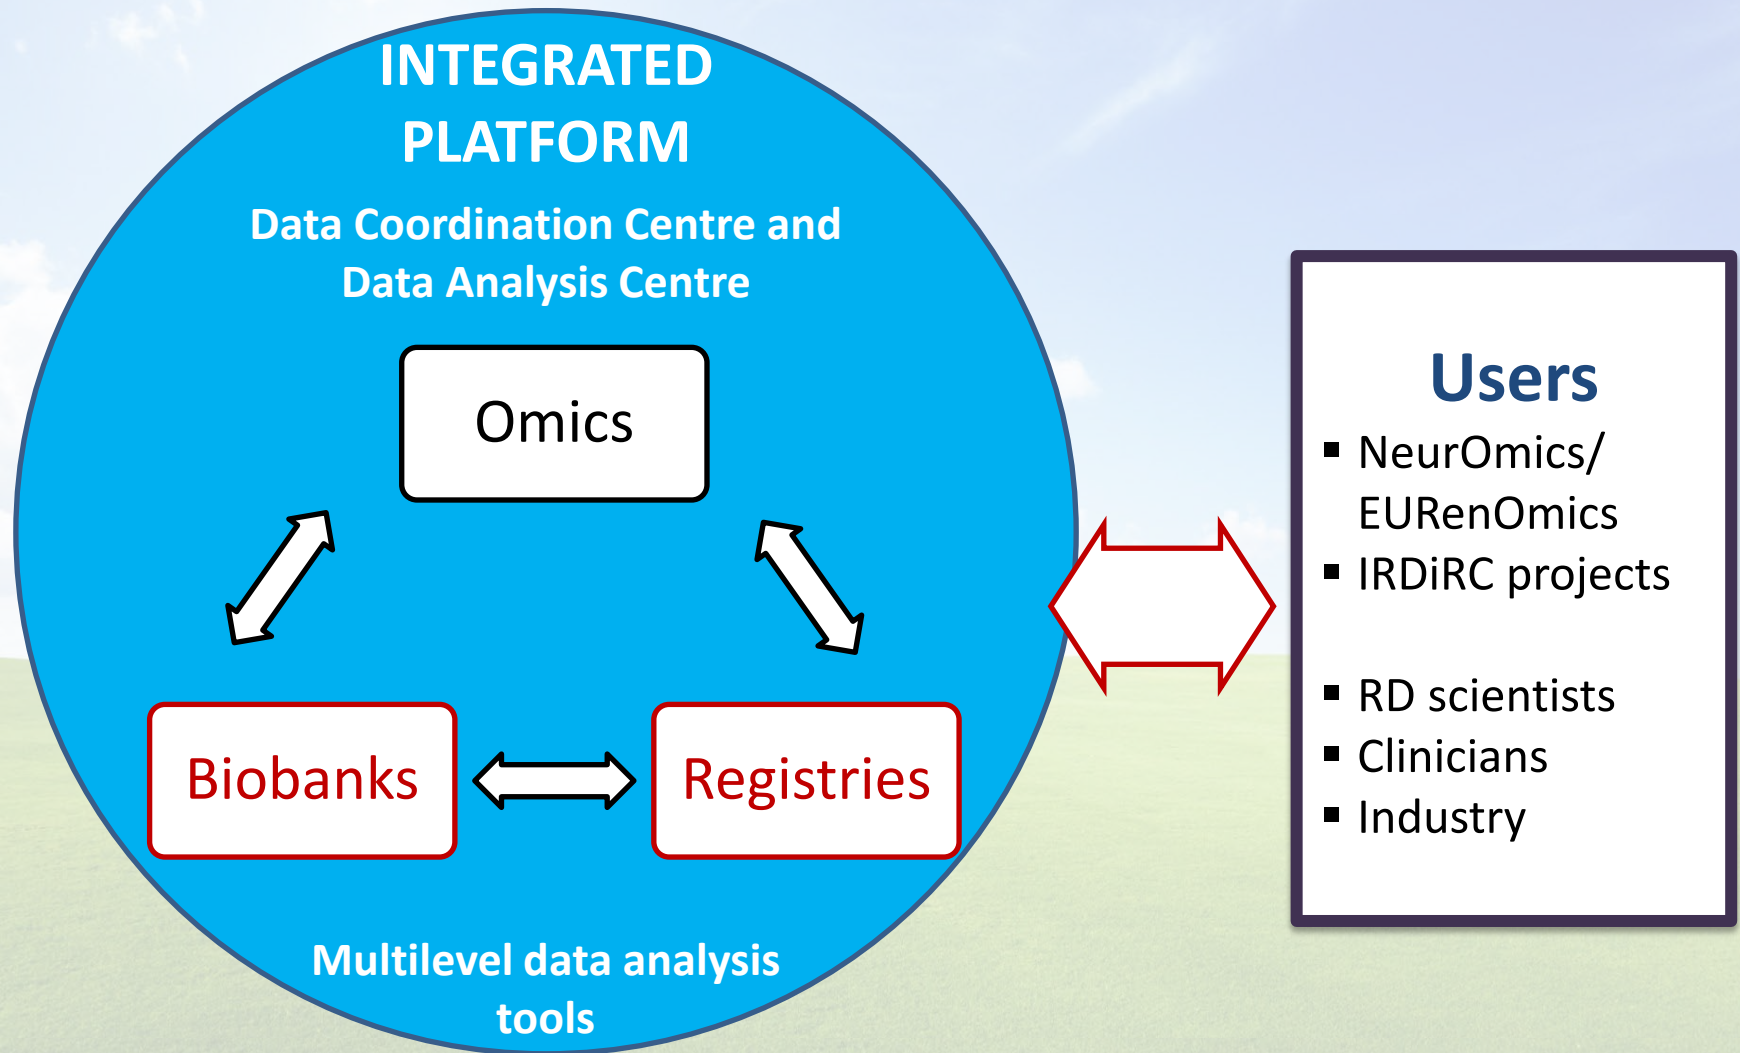 INTEGRATED
PLATFORM
Data Coordination Centre and
Data Analysis Centre
Omics
Biobanks
Registries
Multilevel data analysis
tools
Users
▪ NeurOmics/
EURenOmics
▪ IRDiRC projects
▪ RD scientists
▪ Clinicians
▪ Industry